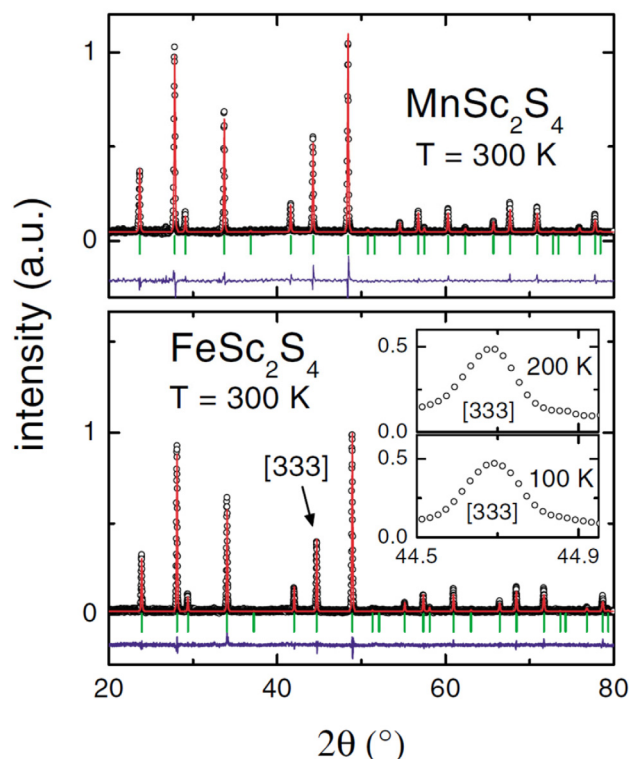 1
MnSc₂S₄
T = 300 K
0
intensity (a.u.)
FeSc₂S₄
T = 300 K
1
[333]
0
0.5
200 K
[333]
0.0
0.5
100 K
[333]
0.0
44.5 44.9
20 40 60 80
2θ (°)